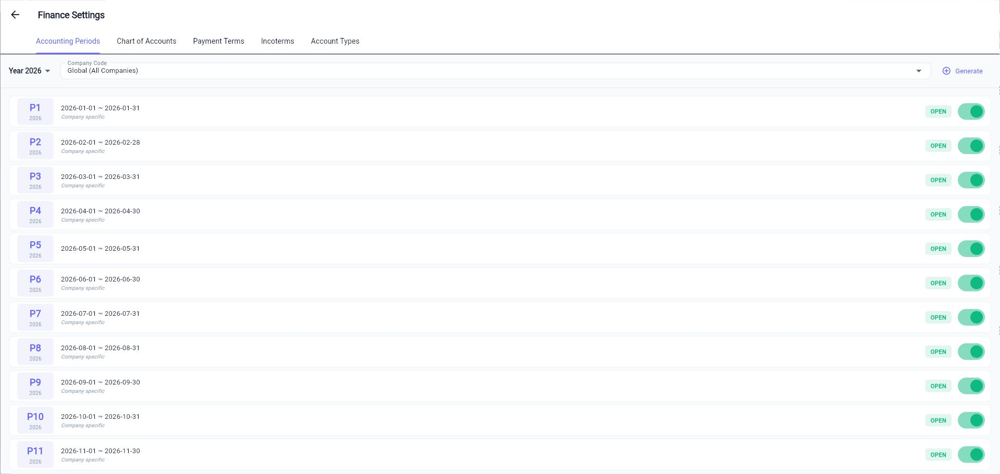 Finance Settings
Accounting Periods Chart of Accounts Payment Terms Incoterms Account Types
Year 2026
Company Code
Global (All Companies)
Generate
P1
2026
2026-01-01 ~ 2026-01-31
Company specific
OPEN
P2
2026
2026-02-01 ~ 2026-02-28
Company specific
OPEN
P3
2026
2026-03-01 ~ 2026-03-31
Company specific
OPEN
P4
2026
2026-04-01 ~ 2026-04-30
Company specific
OPEN
P5
2026
2026-05-01 ~ 2026-05-31
OPEN
P6
2026
2026-06-01 ~ 2026-06-30
Company specific
OPEN
P7
2026
2026-07-01 ~ 2026-07-31
Company specific
OPEN
P8
2026
2026-08-01 ~ 2026-08-31
Company specific
OPEN
P9
2026
2026-09-01 ~ 2026-09-30
Company specific
OPEN
P10
2026
2026-10-01 ~ 2026-10-31
Company specific
OPEN
P11
2026
2026-11-01 ~ 2026-11-30
Company specific
OPEN